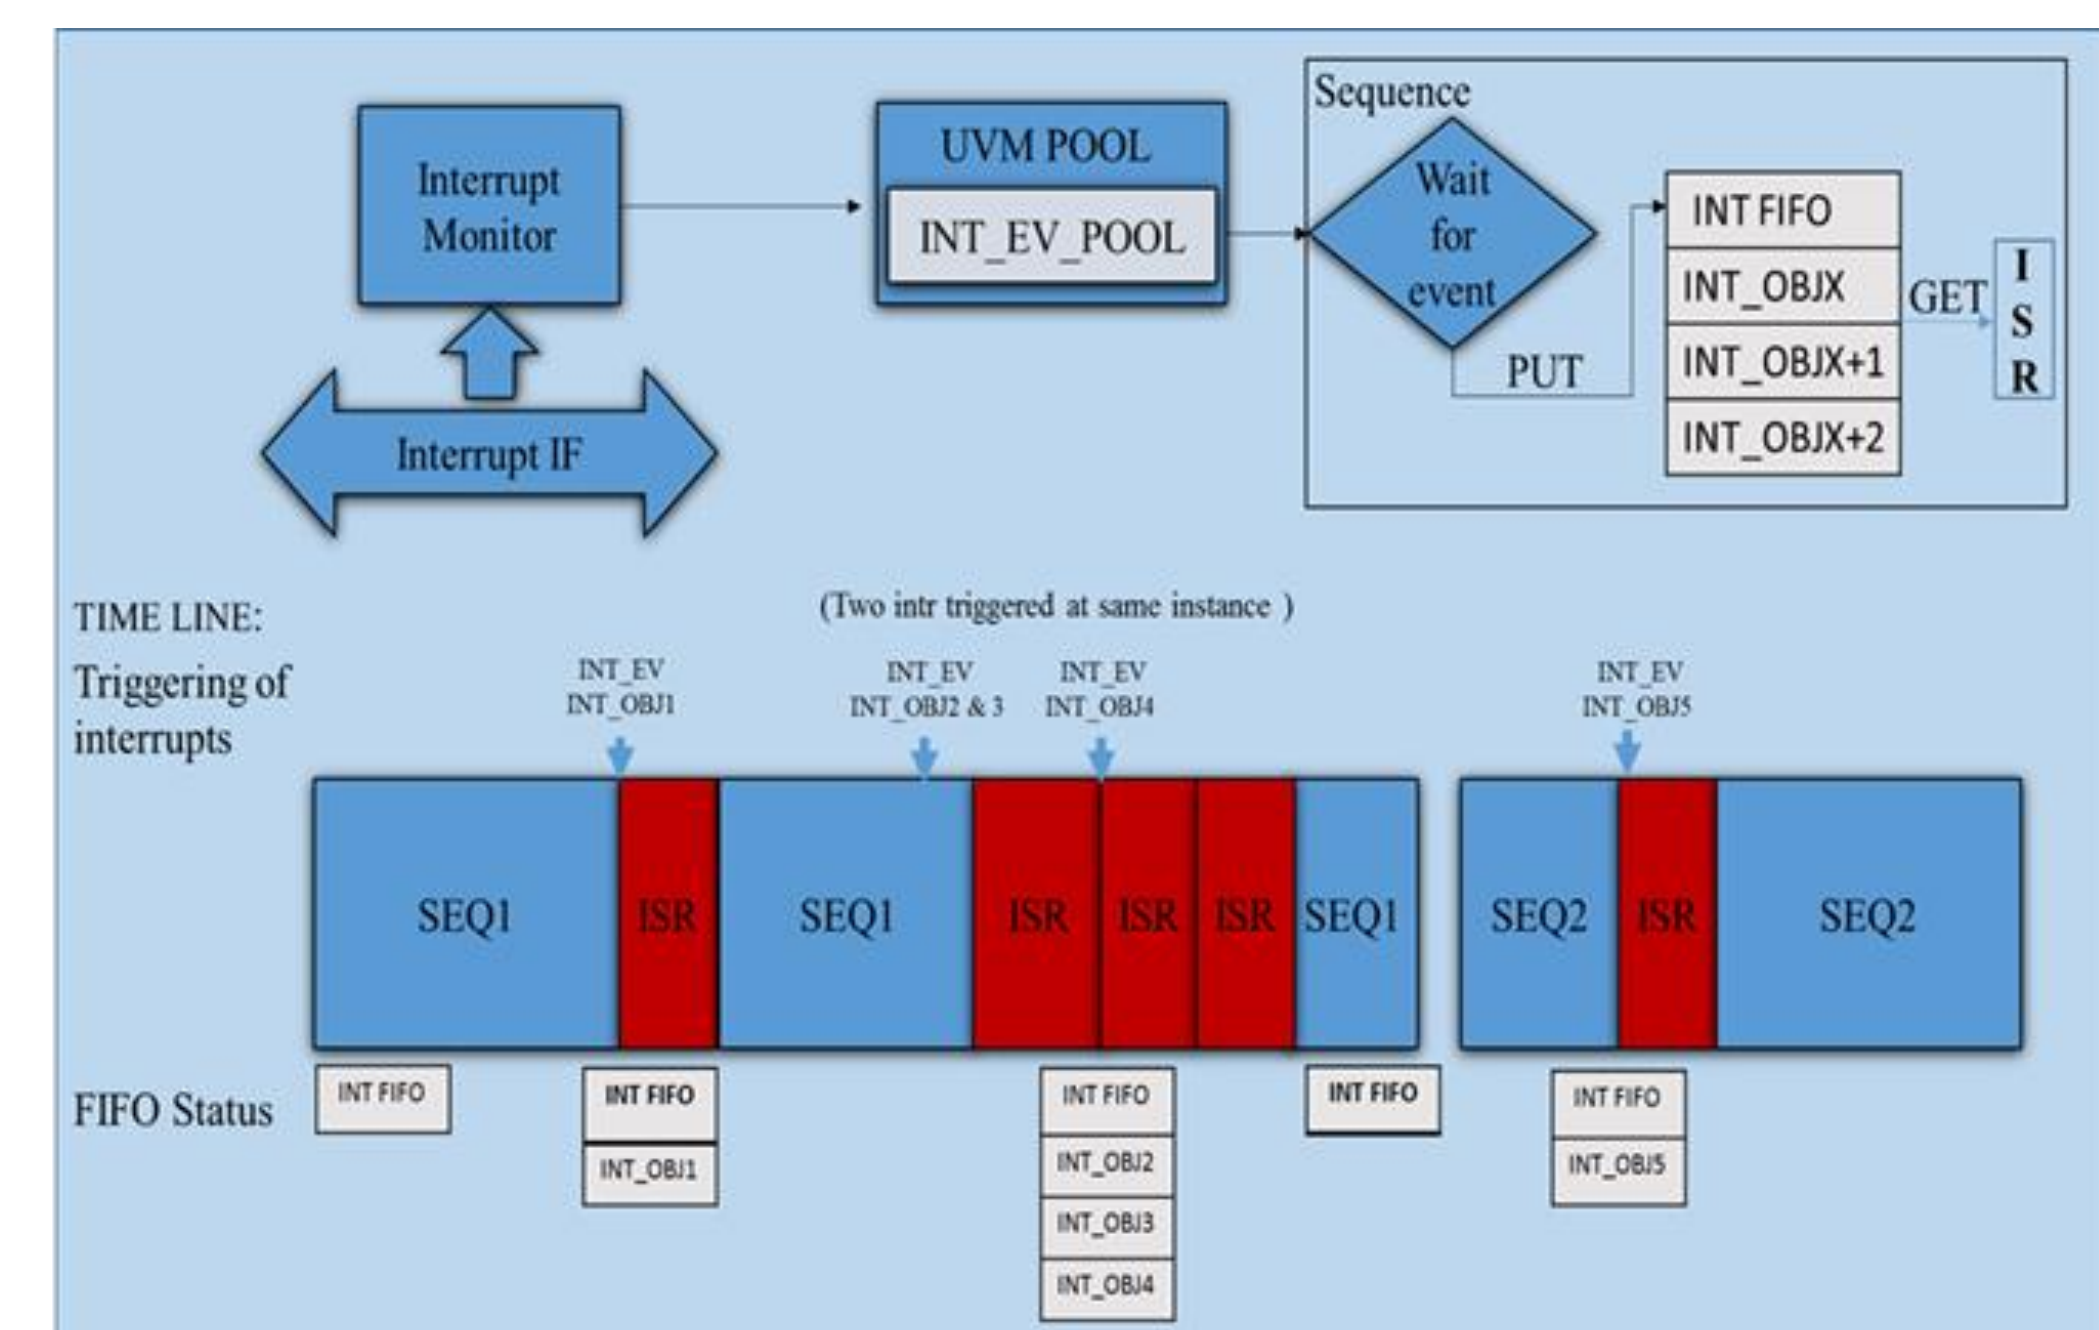 Sequence
Interrupt
Monitor
UVM POOL
INT_EV_POOL
Wait
for
event
PUT
INT FIFO
INT_OBJX
INT_OBJX+1
INT_OBJX+2
GET
I
S
R
Interrupt IF
TIME LINE:
Triggering of
interrupts
(Two intr triggered at same instance )
INT_EV
INT_OBJ1
INT_EV
INT_OBJ2 & 3
INT_EV
INT_OBJ4
INT_EV
INT_OBJ5
SEQ1
ISR
SEQ1
ISR
ISR
ISR
SEQ1
SEQ2
ISR
SEQ2
FIFO Status
INT FIFO
INT FIFO
INT_OBJ1
INT FIFO
INT_OBJ2
INT_OBJ3
INT_OBJ4
INT FIFO
INT FIFO
INT_OBJ5